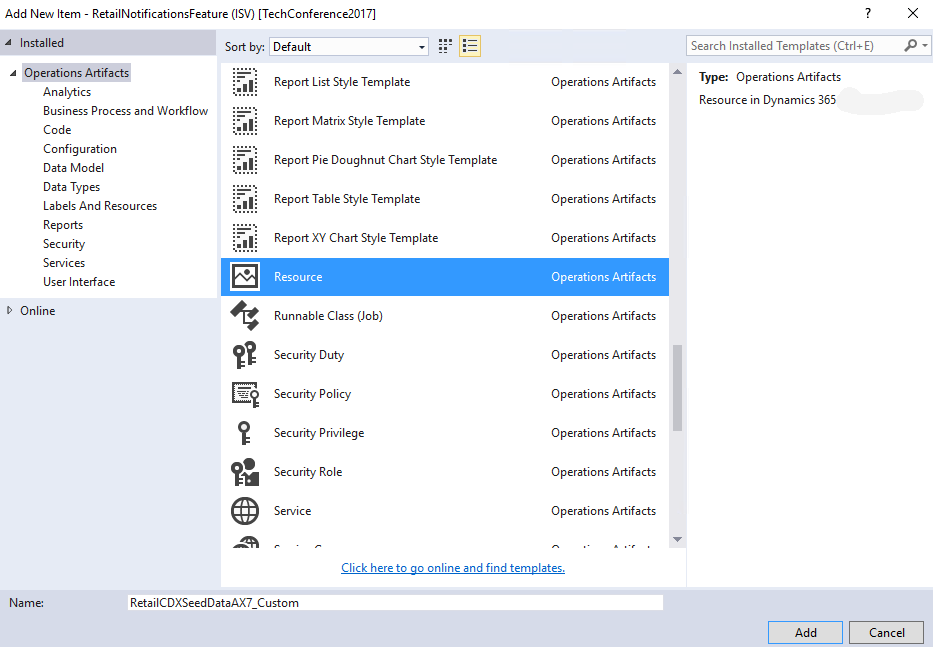 Add New Item - RetailNotificationsFeature (ISV) [TechConference2017]
?
Installed
Sort by: Default
Search Installed Templates (Ctrl+E)
Operations Artifacts
Analytics
Business Process and Workflow
Code
Configuration
Data Model
Data Types
Labels And Resources
Reports
Security
Services
User Interface
Online
Report List Style Template Operations Artifacts
Report Matrix Style Template Operations Artifacts
Report Pie Doughnut Chart Style Template Operations Artifacts
Report Table Style Template Operations Artifacts
Report XY Chart Style Template Operations Artifacts
Resource Operations Artifacts
Runnable Class (Job) Operations Artifacts
Security Duty Operations Artifacts
Security Policy Operations Artifacts
Security Privilege Operations Artifacts
Security Role Operations Artifacts
Service Operations Artifacts
Click here to go online and find templates.
Type: Operations Artifacts
Resource in Dynamics 365
Name: RetailCDXSeedDataAX7_Custom
Add Cancel